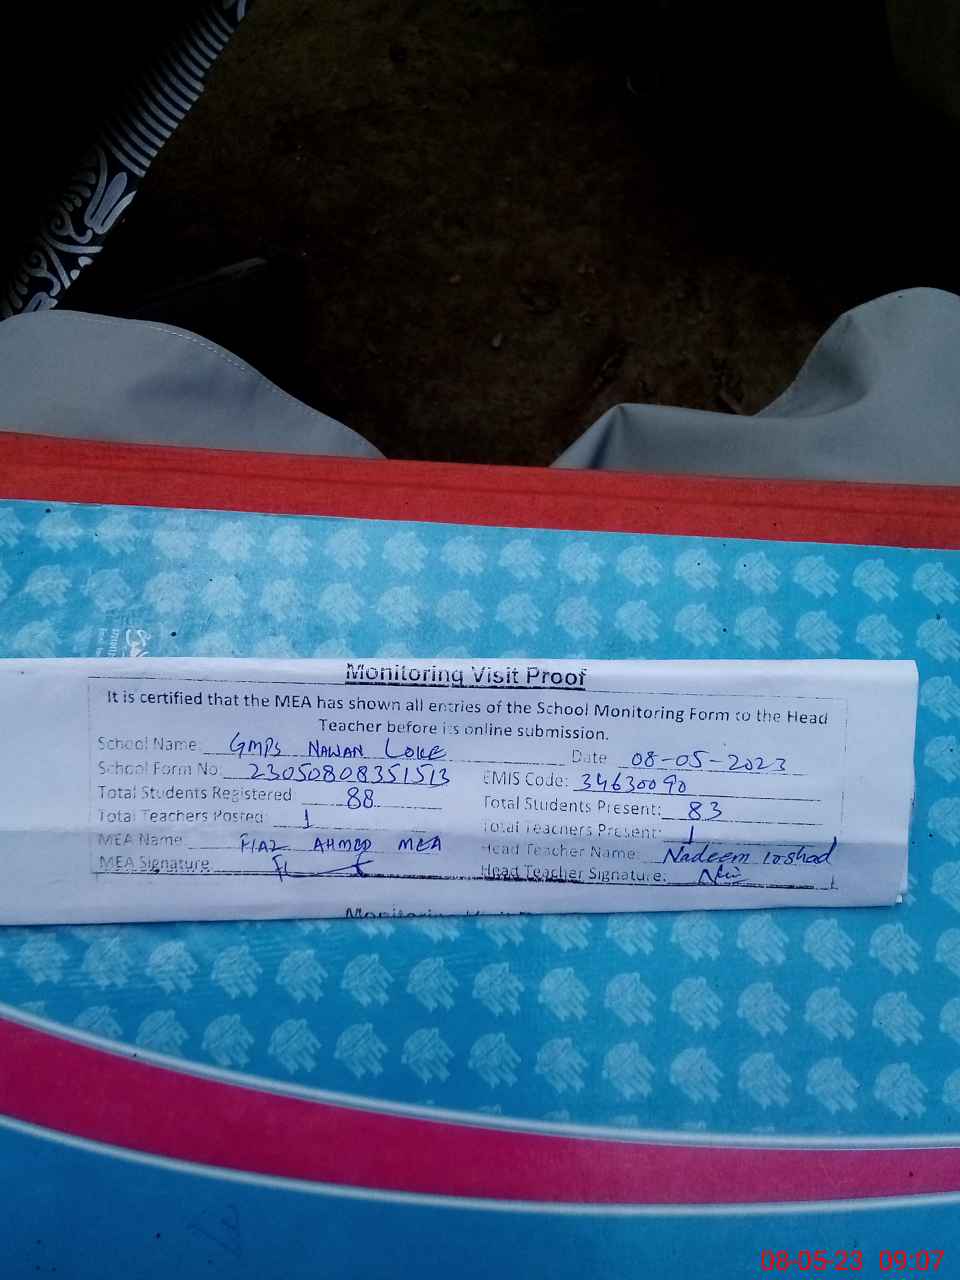 Monitoring Visit Proof
It is certified that the MEA has shown all entries of the School Monitoring Form to the Head
Teacher before its online submission.
School Name: GMPS NAWAN LOKE Date 08-05-2023
School Form No: 23050808351513 EMIS Code: 34630090
Total Students Registered 88 Total Students Present: 83
Total Teachers Posted: 1 Total Teachers Present: 1
MEA Name FIAZ AHMED MEA Head Teacher Name: Nadeem irshad
MEA Signature: Head Teacher Signature:
Monitoring Visit
08-05-23 09:07